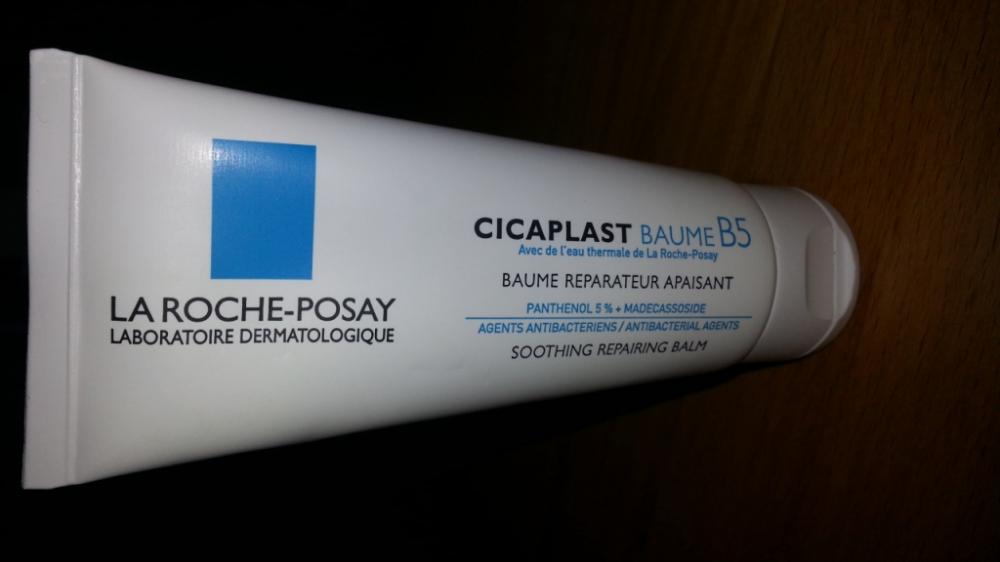 LA ROCHE-POSAY
LABORATOIRE DERMATOLOGIQUE
CICAPLAST BAUME B5
Avec de l'eau thermale de La Roche-Posay
BAUME REPARATEUR APAISANT
PANTHENOL 5 % + MADECASSOSIDE
AGENTS ANTIBACTERIENS / ANTIBACTERIAL AGENTS
SOOTHING REPAIRING BALM